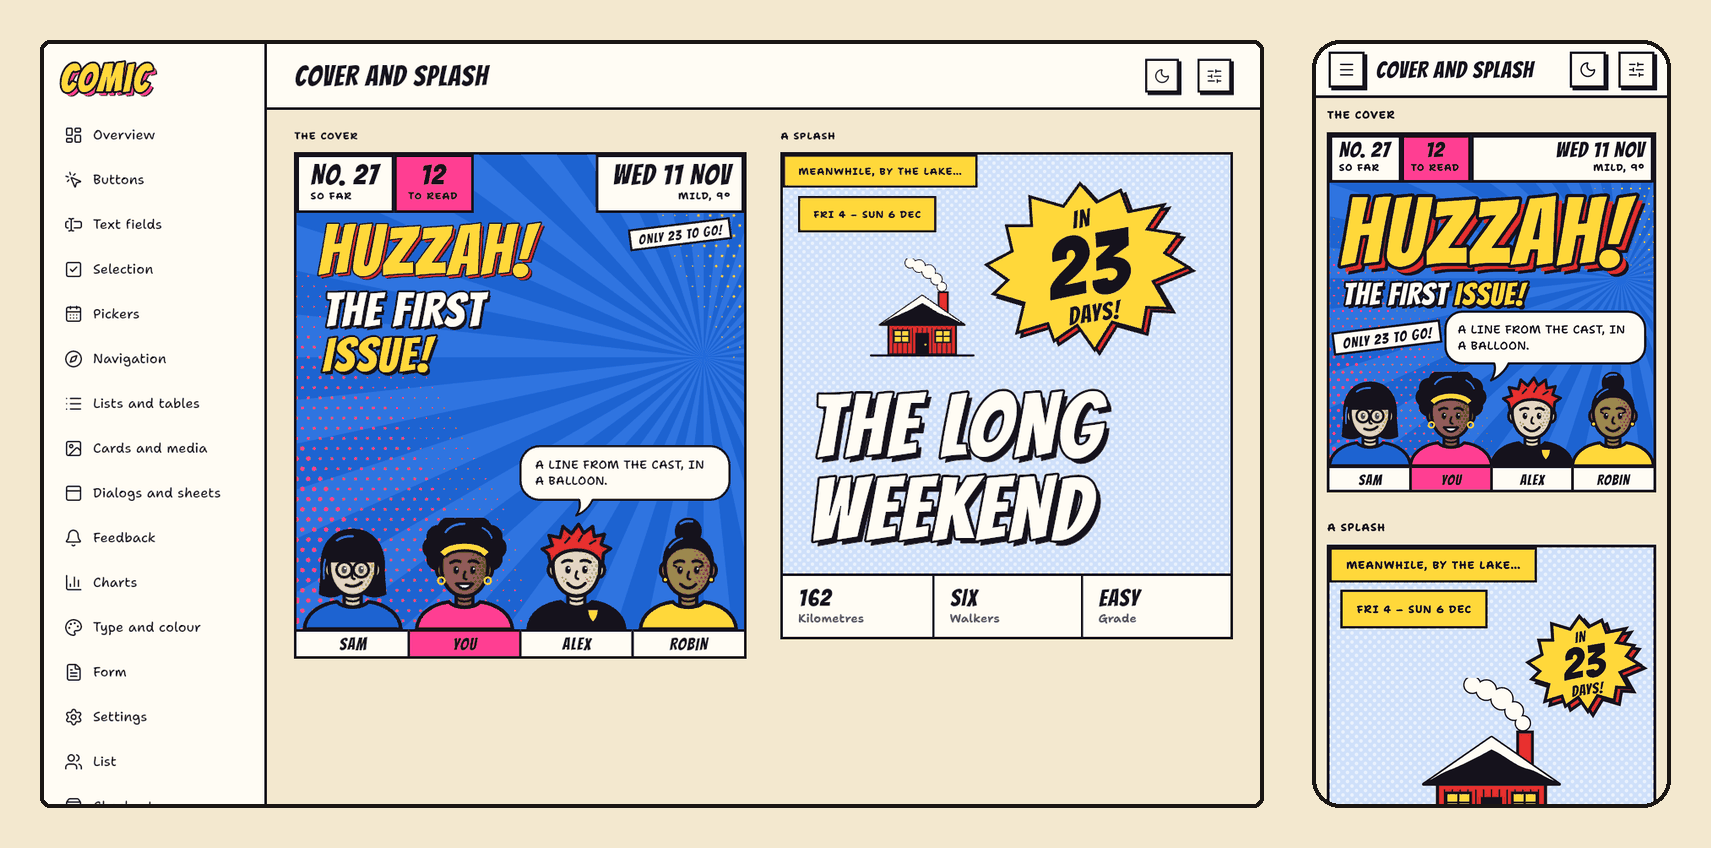 COMIC
Overview
Buttons
Text fields
Selection
Pickers
Navigation
Lists and tables
Cards and media
Dialogs and sheets
Feedback
Charts
Type and colour
Form
Settings
List
COVER AND SPLASH
THE COVER
NO. 27
SO FAR
12
TO READ
WED 11 NOV
MILD, 9°
HUZZAH!
ONLY 23 TO GO!
THE FIRST
ISSUE!
A LINE FROM THE CAST, IN
A BALLOON.
SAM
YOU
ALEX
ROBIN
A SPLASH
MEANWHILE, BY THE LAKE...
FRI 4 – SUN 6 DEC
IN
23
DAYS!
THE LONG
WEEKEND
162
Kilometres
SIX
Walkers
EASY
Grade
COVER AND SPLASH
THE COVER
NO. 27
SO FAR
12
TO READ
WED 11 NOV
MILD, 9°
HUZZAH!
THE FIRST ISSUE!
ONLY 23 TO GO!
A LINE FROM THE CAST, IN
A BALLOON.
SAM
YOU
ALEX
ROBIN
A SPLASH
MEANWHILE, BY THE LAKE...
FRI 4 – SUN 6 DEC
IN
23
DAYS!